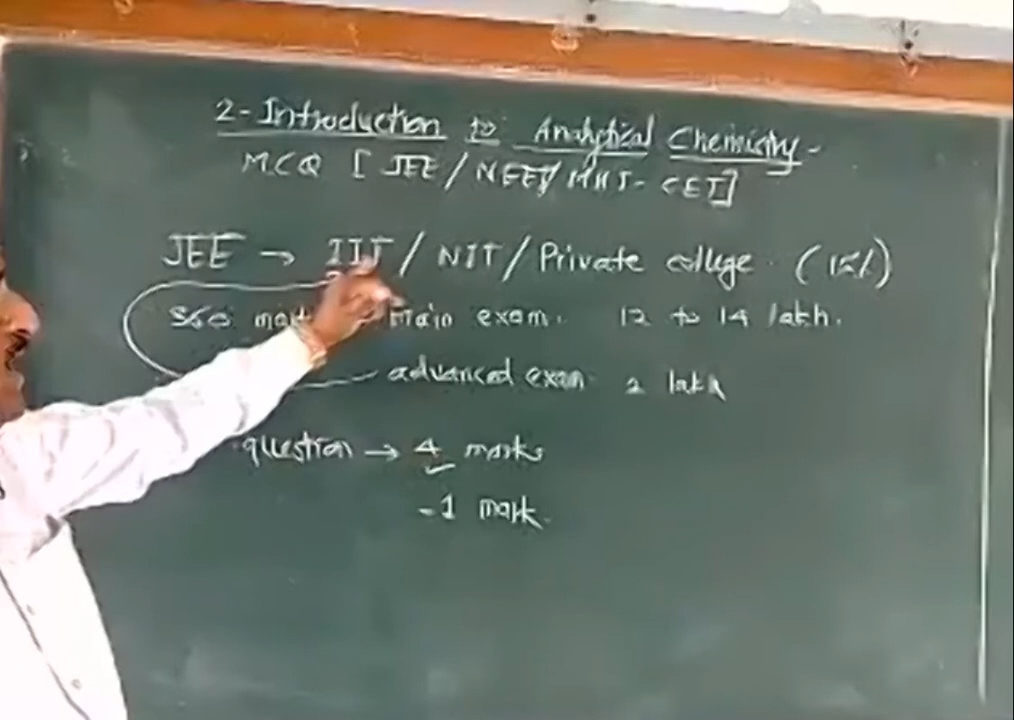 2-Introduction to Analytical Chemistry-
MCQ [ JEE / NEET / MHT-CET]
JEE → IIT / NIT / Private college. (15%)
360 Main exam. 12 to 14 lakh.
advanced exam 2 lakh
question → 4 marks
-1 mark.